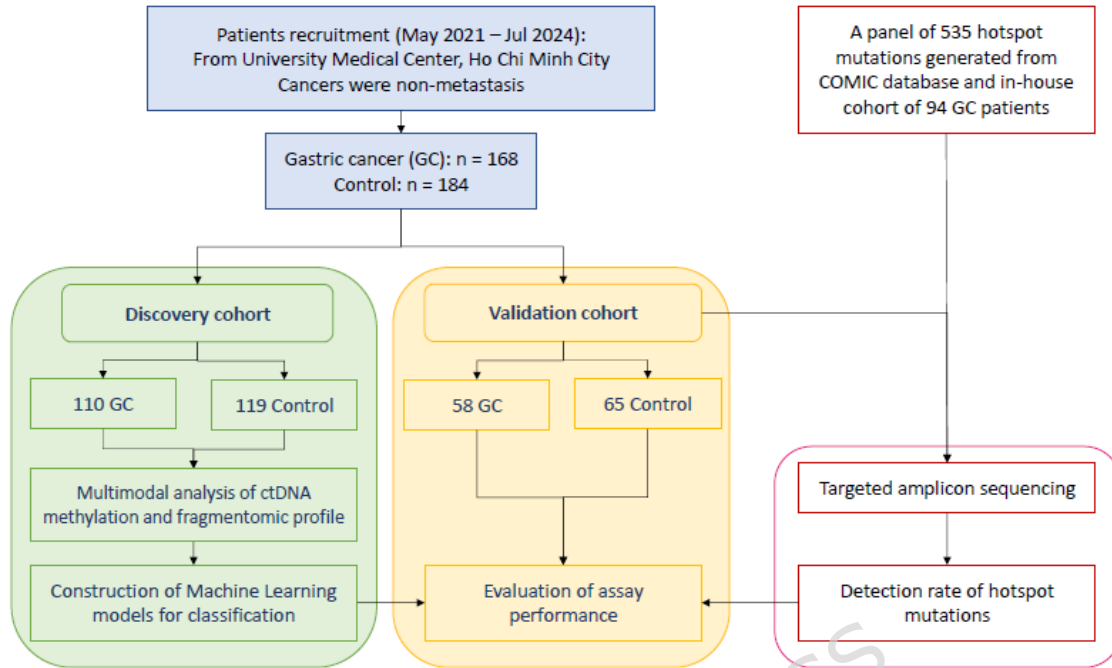 Patients recruitment (May 2021 – Jul 2024):
From University Medical Center, Ho Chi Minh City
Cancers were non-metastasis
A panel of 535 hotspot
mutations generated from
COMIC database and in-house
cohort of 94 GC patients
Gastric cancer (GC): n = 168
Control: n = 184
Discovery cohort
Validation cohort
110 GC
119 Control
58 GC
65 Control
Multimodal analysis of ctDNA
methylation and fragmentomic profile
Targeted amplicon sequencing
Construction of Machine Learning
models for classification
Evaluation of assay
performance
Detection rate of hotspot
mutations